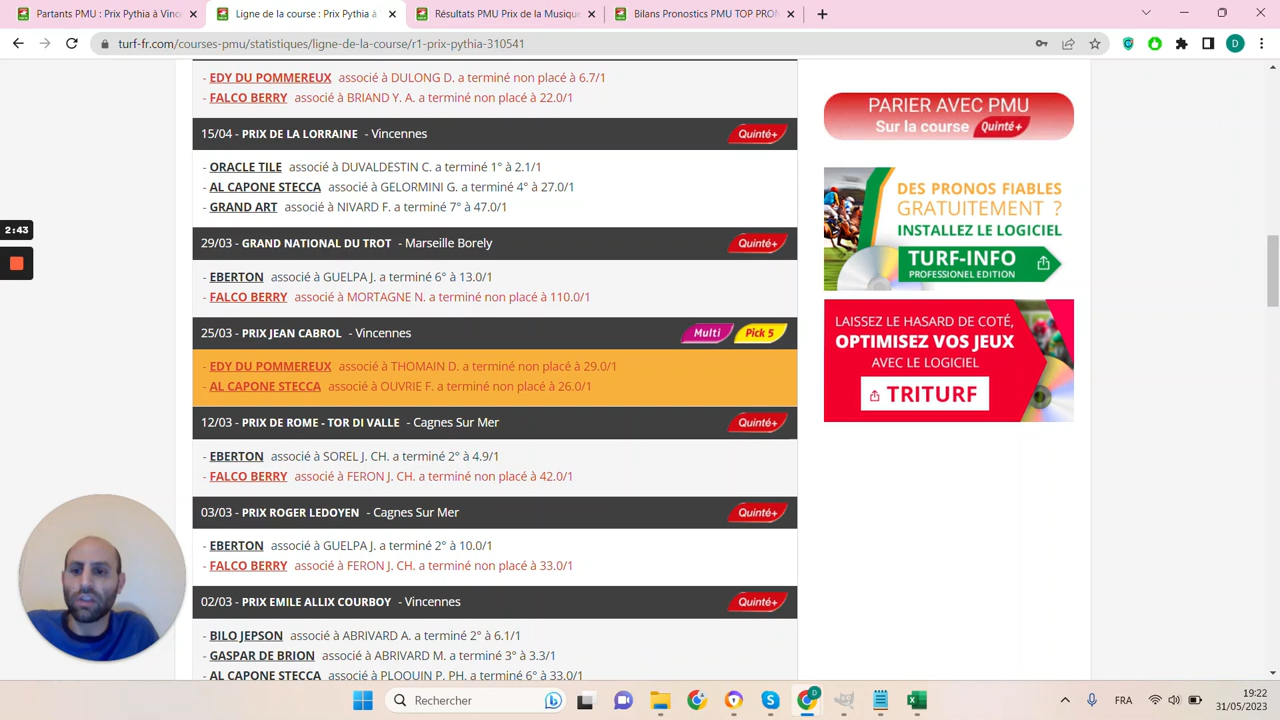 Partants PMU : Prix Pythia à Vince
Ligne de la Course : Prix Pythia à
Résultats PMU Prix de la Musique
Bilans Pronostics PMU TOP PRON
turf-fr.com/courses-pmu/statistiques/ligne-de-la-course/r1-prix-pythia-310541
- EDY DU POMMEREUX associé à DULONG D. a terminé non placé à 6.7/1
- FALCO BERRY associé à BRIAND Y. A. a terminé non placé à 22.0/1
15/04 - PRIX DE LA LORRAINE - Vincennes Quinté+
- ORACLE TILE associé à DUVALDESTIN C. a terminé 1° à 2.1/1
- AL CAPONE STECCA associé à GELORMINI G. a terminé 4° à 27.0/1
- GRAND ART associé à NIVARD F. a terminé 7° à 47.0/1
29/03 - GRAND NATIONAL DU TROT - Marseille Borely Quinté+
- EBERTON associé à GUELPA J. a terminé 6° à 13.0/1
- FALCO BERRY associé à MORTAGNE N. a terminé non placé à 110.0/1
25/03 - PRIX JEAN CABROL - Vincennes Multi Pick 5
- EDY DU POMMEREUX associé à THOMAIN D. a terminé non placé à 29.0/1
- AL CAPONE STECCA associé à OUVRIE F. a terminé non placé à 26.0/1
12/03 - PRIX DE ROME - TOR DI VALLE - Cagnes Sur Mer Quinté+
- EBERTON associé à SOREL J. CH. a terminé 2° à 4.9/1
- FALCO BERRY associé à FERON J. CH. a terminé non placé à 42.0/1
03/03 - PRIX ROGER LEDOYEN - Cagnes Sur Mer Quinté+
- EBERTON associé à GUELPA J. a terminé 2° à 10.0/1
- FALCO BERRY associé à FERON J. CH. a terminé non placé à 33.0/1
02/03 - PRIX EMILE ALLIX COURBOY - Vincennes Quinté+
- BILO JEPSON associé à ABRIVARD A. a terminé 2° à 6.1/1
- GASPAR DE BRION associé à ABRIVARD M. a terminé 3° à 3.3/1
- AL CAPONE STECCA associé à PLOQUIN P. PH. a terminé 6° à 33.0/1
PARIER AVEC PMU
Sur la course Quinté+
DES PRONOS FIABLES
GRATUITEMENT ?
INSTALLEZ LE LOGICIEL
TURF-INFO
PROFESSIONEL EDITION
LAISSEZ LE HASARD DE COTÉ,
OPTIMISEZ VOS JEUX
AVEC LE LOGICIEL
TRITURF
2:43
Rechercher
FRA
19:22
31/05/2023